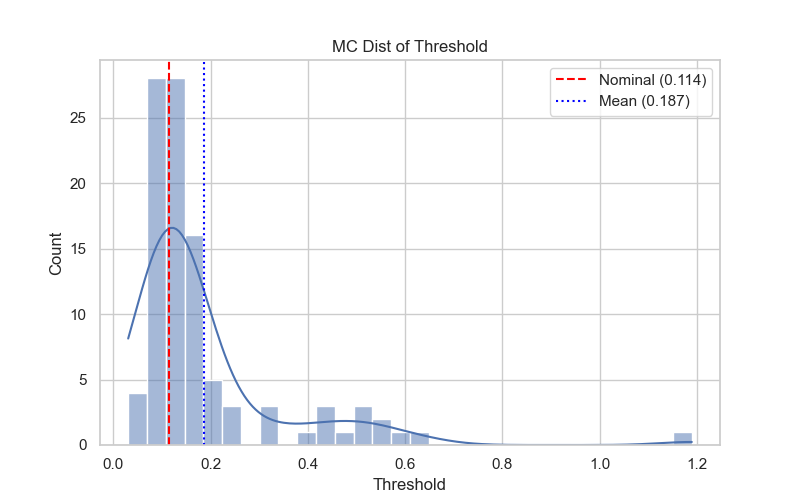 MC Dist of Threshold
Nominal (0.114)
Mean (0.187)
Count
25
20
15
10
5
0
0.0 0.2 0.4 0.6 0.8 1.0 1.2
Threshold